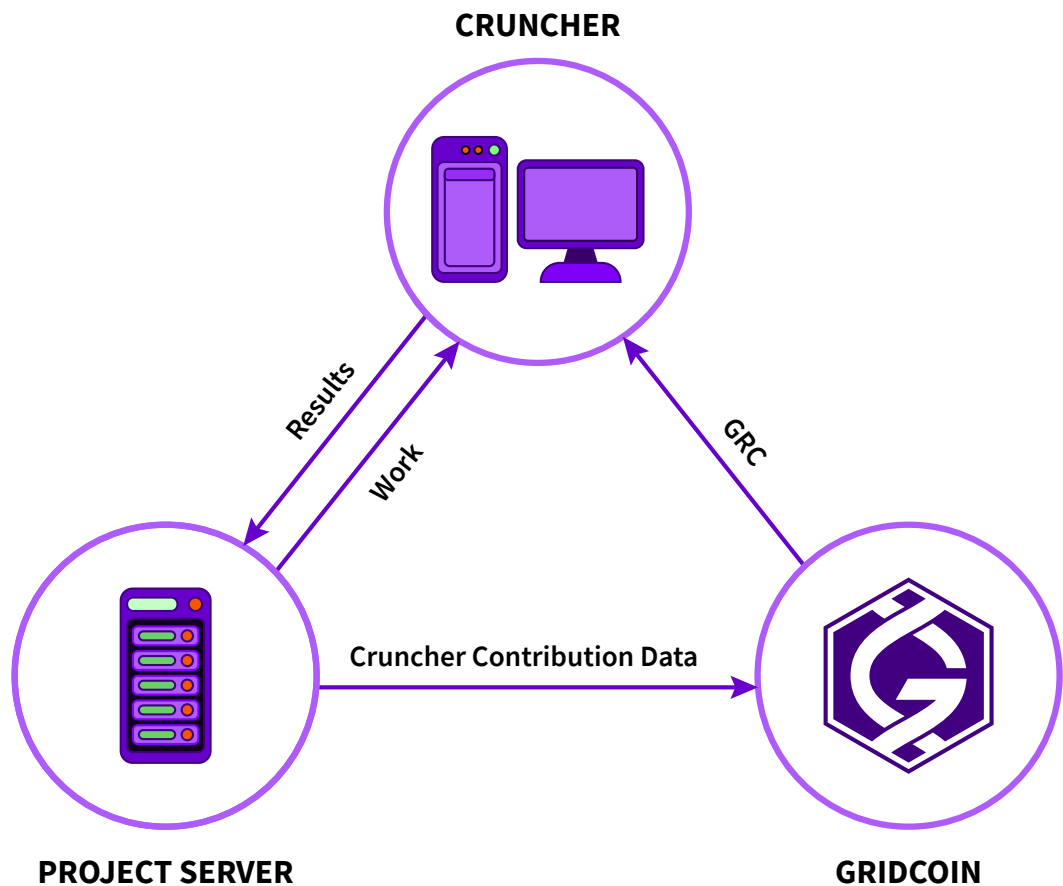 CRUNCHER
Results
Work
GRC
Cruncher Contribution Data
PROJECT SERVER
GRIDCOIN